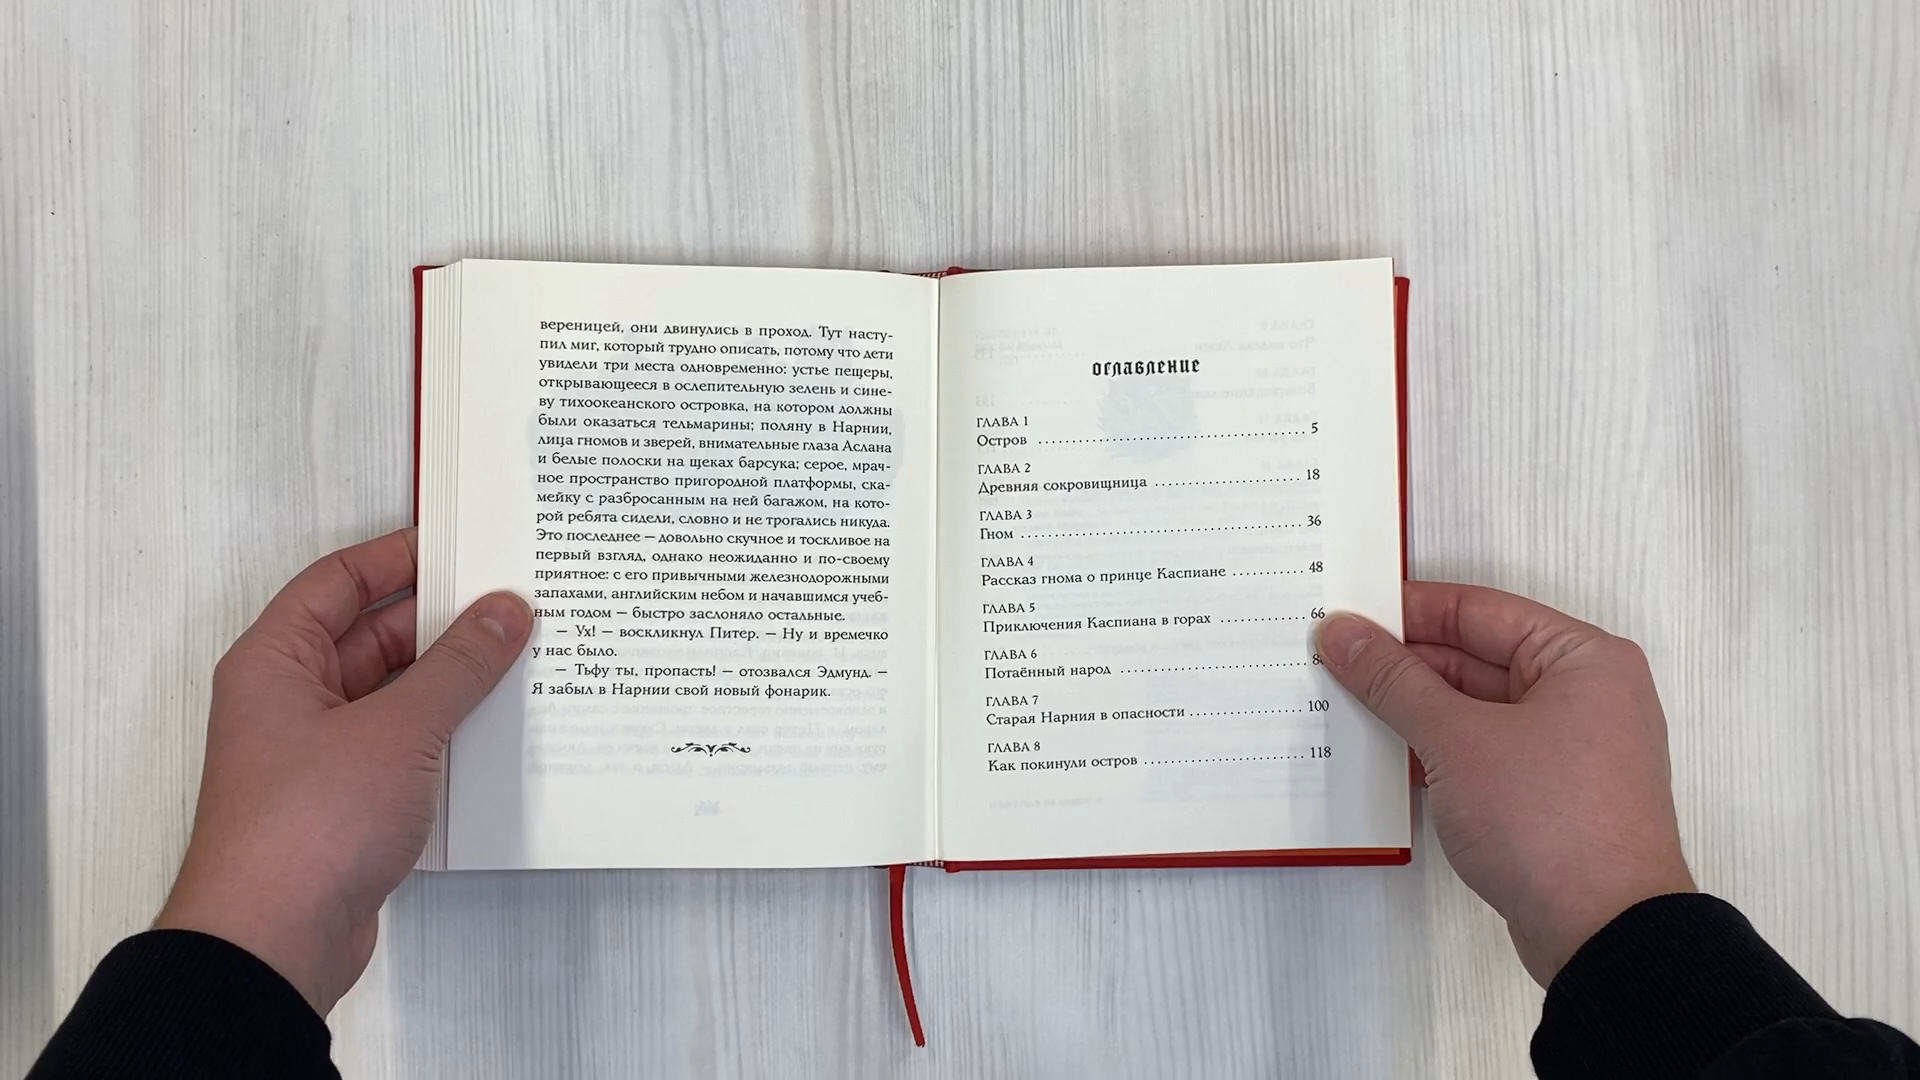 вереницей, они двинулись в проход. Тут насту-
пил миг, который трудно описать, потому что дети
увидели три места одновременно: устье пещеры,
открывающееся в ослепительную зелень и сине-
ву тихоокеанского островка, на котором должны
были оказаться тельмарины; поляну в Нарнии,
лица гномов и зверей, внимательные глаза Аслана
и белые полоски на щеках барсука; серое, мрач-
ное пространство пригородной платформы, ска-
мейку с разбросанным на ней багажом, на кото-
рой ребята сидели, словно и не трогались никуда.
Это последнее — довольно скучное и тоскливое на
первый взгляд, однако неожиданно и по-своему
приятное: с его привычными железнодорожными
запахами, английским небом и начавшимся учеб-
ным годом — быстро заслоняло остальные.
— Ух! — воскликнул Питер. — Ну и времечко
у нас было.
— Тьфу ты, пропасть! — отозвался Эдмунд. —
Я забыл в Нарнии свой новый фонарик.
оглавление
ГЛАВА 1
Остров ........................................ 5
ГЛАВА 2
Древняя сокровищница ...................... 18
ГЛАВА 3
Гном .......................................... 36
ГЛАВА 4
Рассказ гнома о принце Каспиане ........... 48
ГЛАВА 5
Приключения Каспиана в горах ............. 66
ГЛАВА 6
Потаённый народ ............................
ГЛАВА 7
Старая Нарния в опасности ................. 100
ГЛАВА 8
Как покинули остров ........................ 118